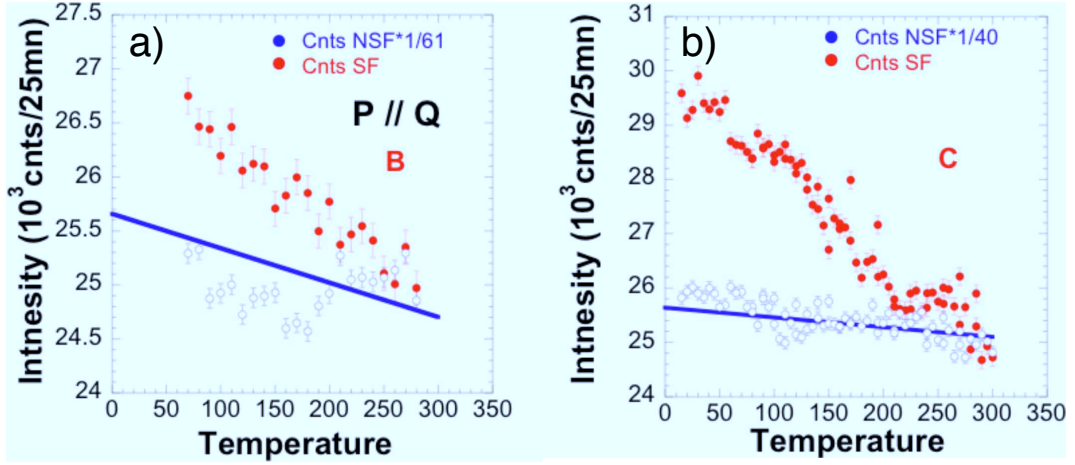 a)
Cnts NSF*1/61
Cnts SF
P // Q
B
27.5
27
26.5
26
25.5
25
24.5
24
0 50 100 150 200 250 300 350
Temperature
Intnesity (10³cnts/25mn)
b)
Cnts NSF*1/40
Cnts SF
C
31
30
29
28
27
26
25
24
0 50 100 150 200 250 300 350
Temperature
Intnesity (10³cnts/25mn)